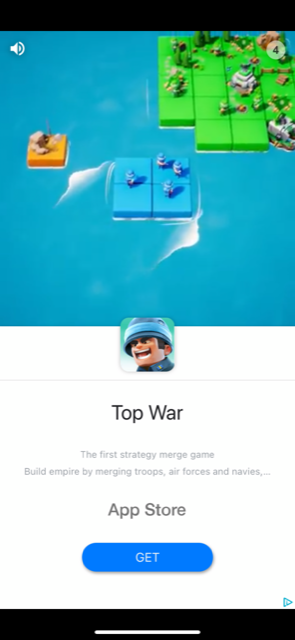 4
Top War
The first strategy merge game
Build empire by merging troops, air forces and navies,...
App Store
GET